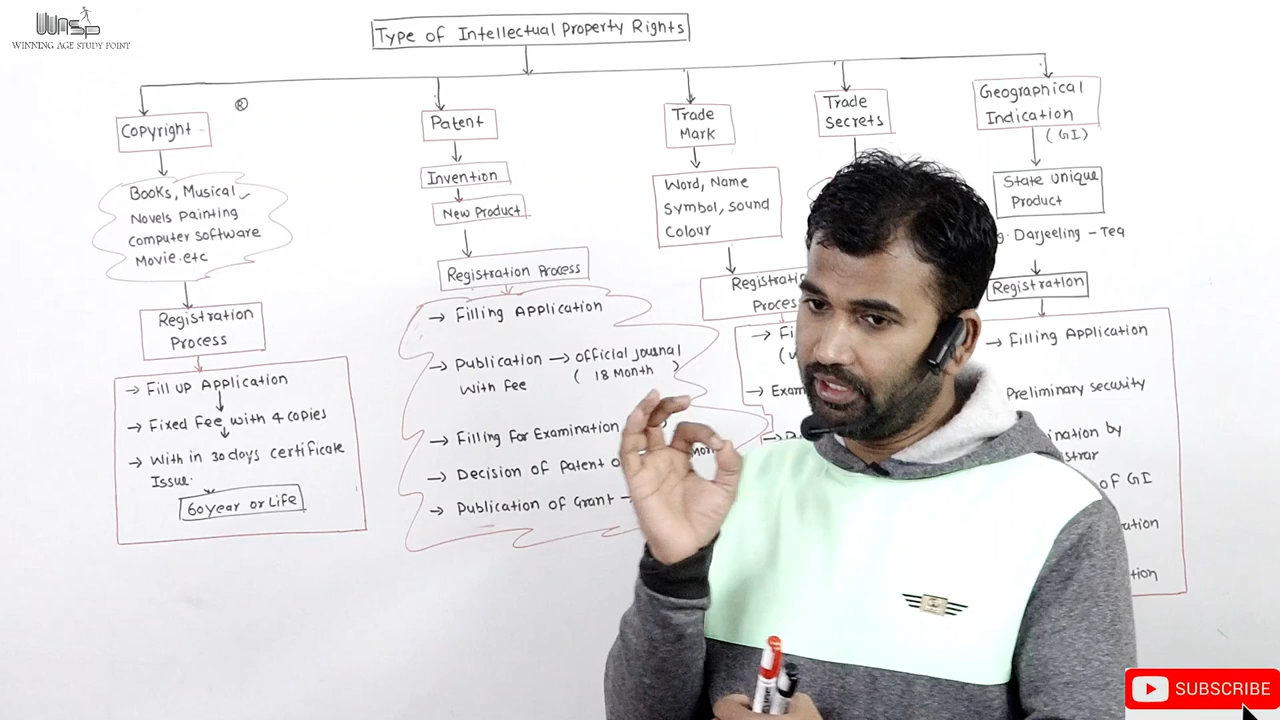 WASP
WINNING AGE STUDY POINT
Type of Intellectual Property Rights
®
Copyright
Books, Musical
Novels Painting
Computer Software
Movie.etc
Registration
Process
→ Fill up Application
→ Fixed Fee with 4 copies
→ With in 30 days certificate
Issue.
60 year or Life
Patent
Invention
New Product
Registration Process
→ Filling Application
→ Publication → official journal
With Fee ( 18 Month )
→ Filling for Examination
→ Decision of Patent
→ Publication of Grant →
Trade
Mark
Word, Name
Symbol, sound
Colour
Registration
Process
Trade
Secrets
Geographical
Indication
(GI)
State unique
Product
Darjeeling - Tea
Registration
→ Filling Application
Preliminary security
by
of GI
SUBSCRIBE